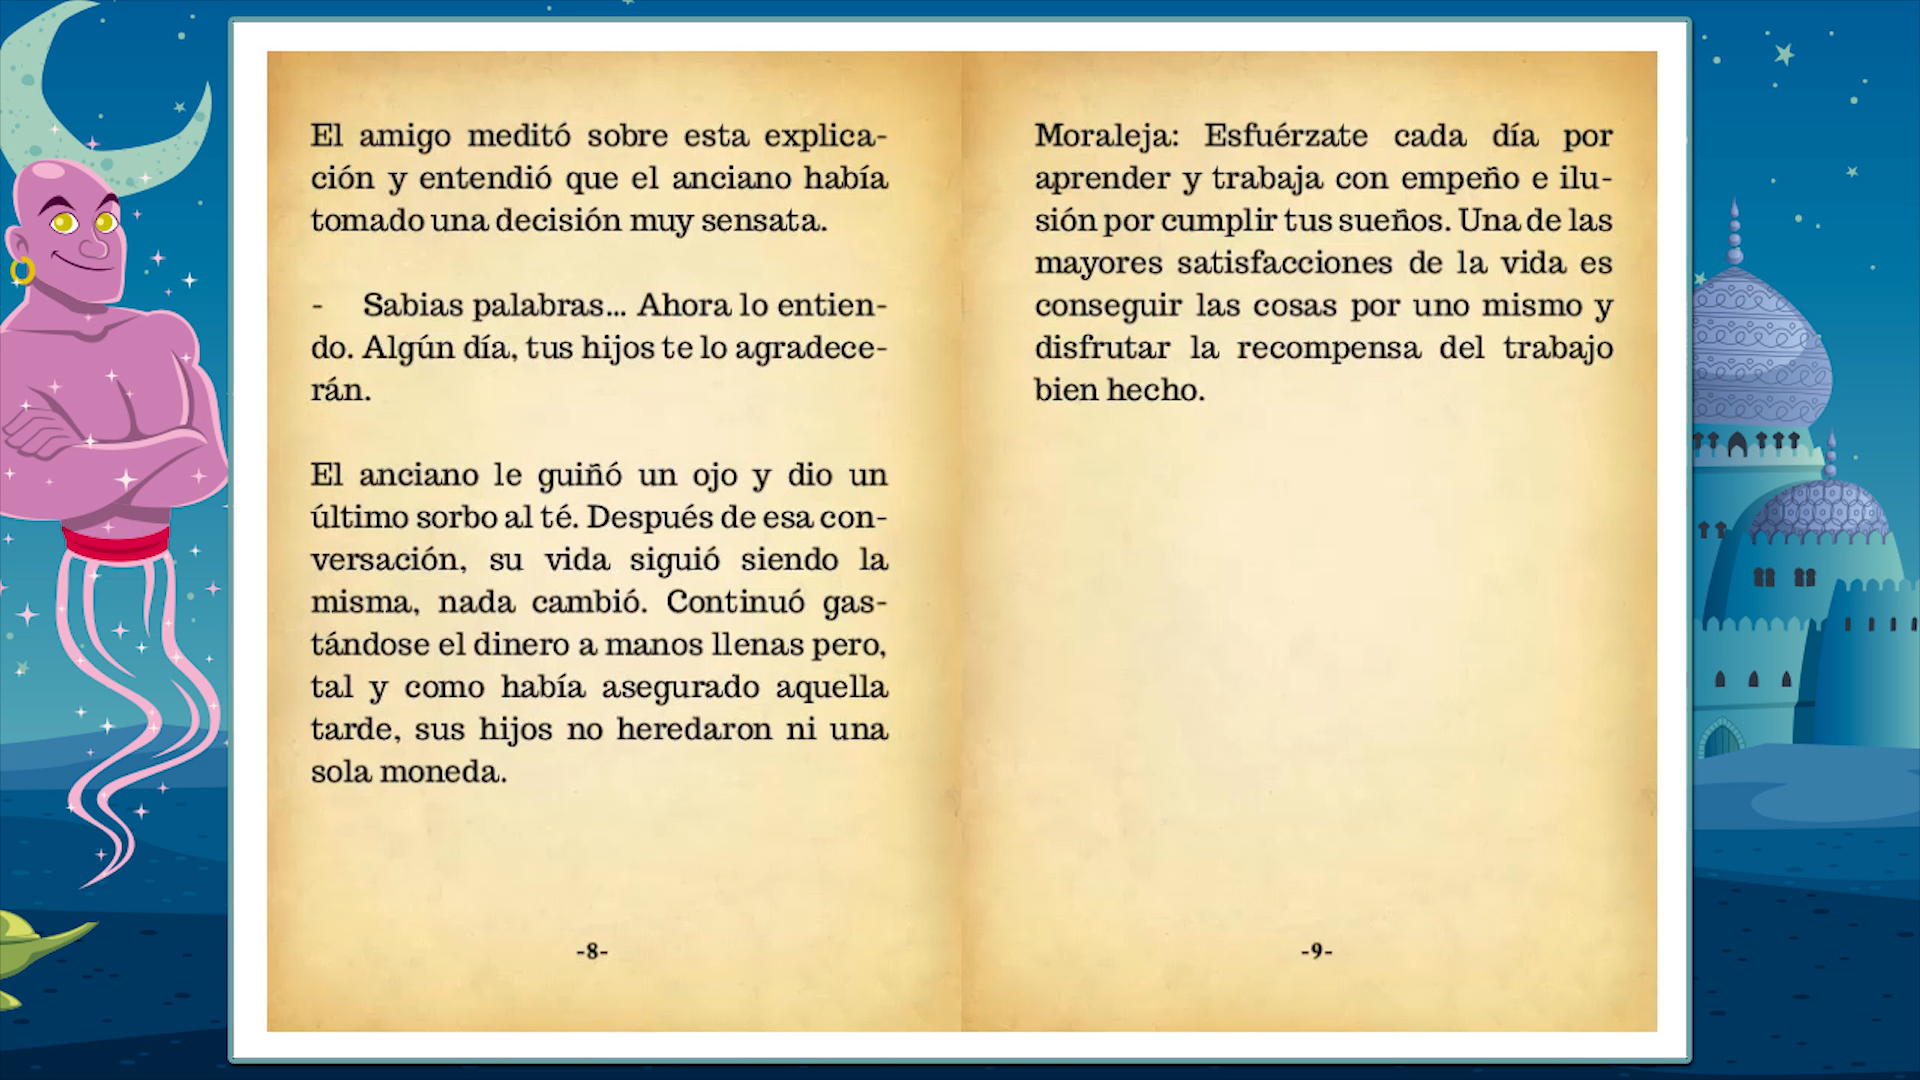 El amigo meditó sobre esta explica-
ción y entendió que el anciano había
tomado una decisión muy sensata.
- Sabias palabras... Ahora lo entien-
do. Algún día, tus hijos te lo agradece-
rán.
El anciano le guiñó un ojo y dio un
último sorbo al té. Después de esa con-
versación, su vida siguió siendo la
misma, nada cambió. Continuó gas-
tándose el dinero a manos llenas pero,
tal y como había asegurado aquella
tarde, sus hijos no heredaron ni una
sola moneda.
-8-
Moraleja: Esfuérzate cada día por
aprender y trabaja con empeño e ilu-
sión por cumplir tus sueños. Una de las
mayores satisfacciones de la vida es
conseguir las cosas por uno mismo y
disfrutar la recompensa del trabajo
bien hecho.
-9-